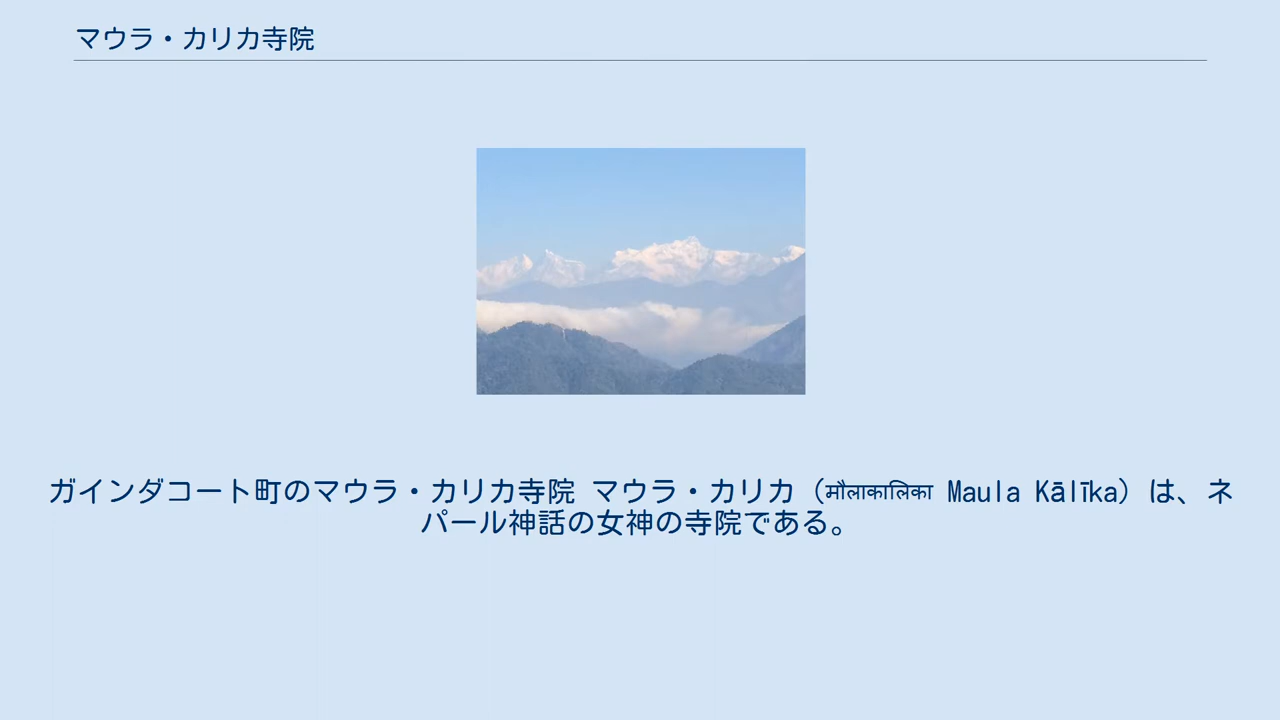 マウラ・カリカ寺院
ガインダコート町のマウラ・カリカ寺院 マウラ・カリカ（मौलाकालिका Maula Kālīka）は、ネ
パール神話の女神の寺院である。